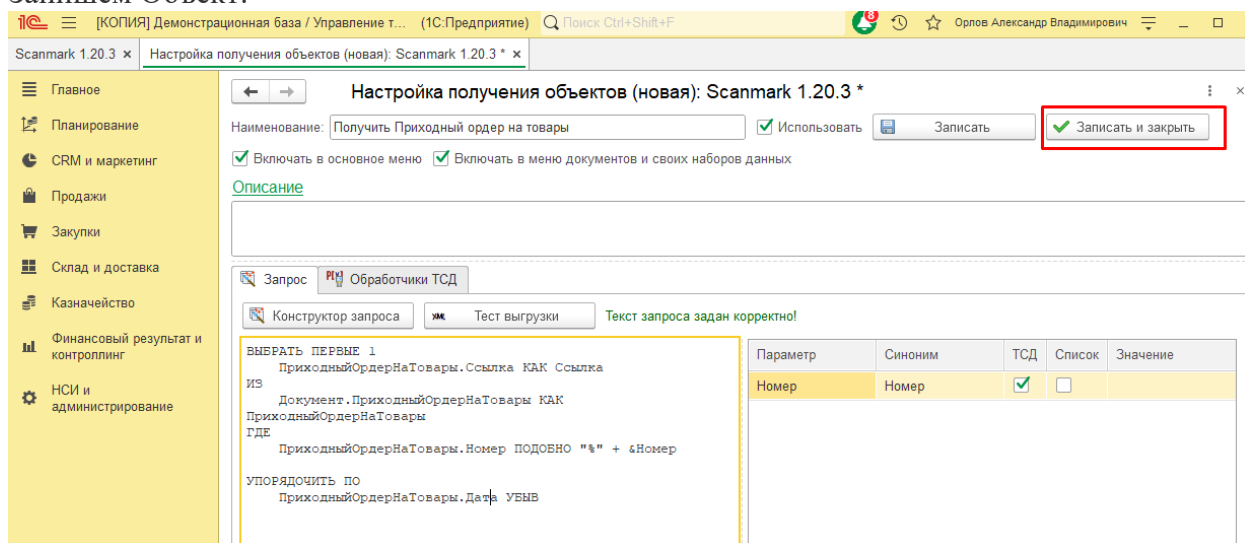 Запишем Объект.
1С [КОПИЯ] Демонстрационная база / Управление т... (1С:Предприятие) Поиск Ctrl+Shift+F 8 Орлов Александр Владимирович
Scanmark 1.20.3 × Настройка получения объектов (новая): Scanmark 1.20.3 * ×
Главное
Планирование
CRM и маркетинг
Продажи
Закупки
Склад и доставка
Казначейство
Финансовый результат и
контроллинг
НСИ и
администрирование
Настройка получения объектов (новая): Scanmark 1.20.3 *
Наименование: Получить Приходный ордер на товары Использовать Записать Записать и закрыть
Включать в основное меню Включать в меню документов и своих наборов данных
Описание
Запрос Обработчики ТСД
Конструктор запроса XML Тест выгрузки Текст запроса задан корректно!
ВЫБРАТЬ ПЕРВЫЕ 1
ПриходныйОрдерНаТовары.Ссылка КАК Ссылка
ИЗ
Документ.ПриходныйОрдерНаТовары КАК
ПриходныйОрдерНаТовары
ГДЕ
ПриходныйОрдерНаТовары.Номер ПОДОБНО "%" + &Номер
УПОРЯДОЧИТЬ ПО
ПриходныйОрдерНаТовары.Дата УБЫВ
Параметр Синоним ТСД Список Значение
Номер Номер